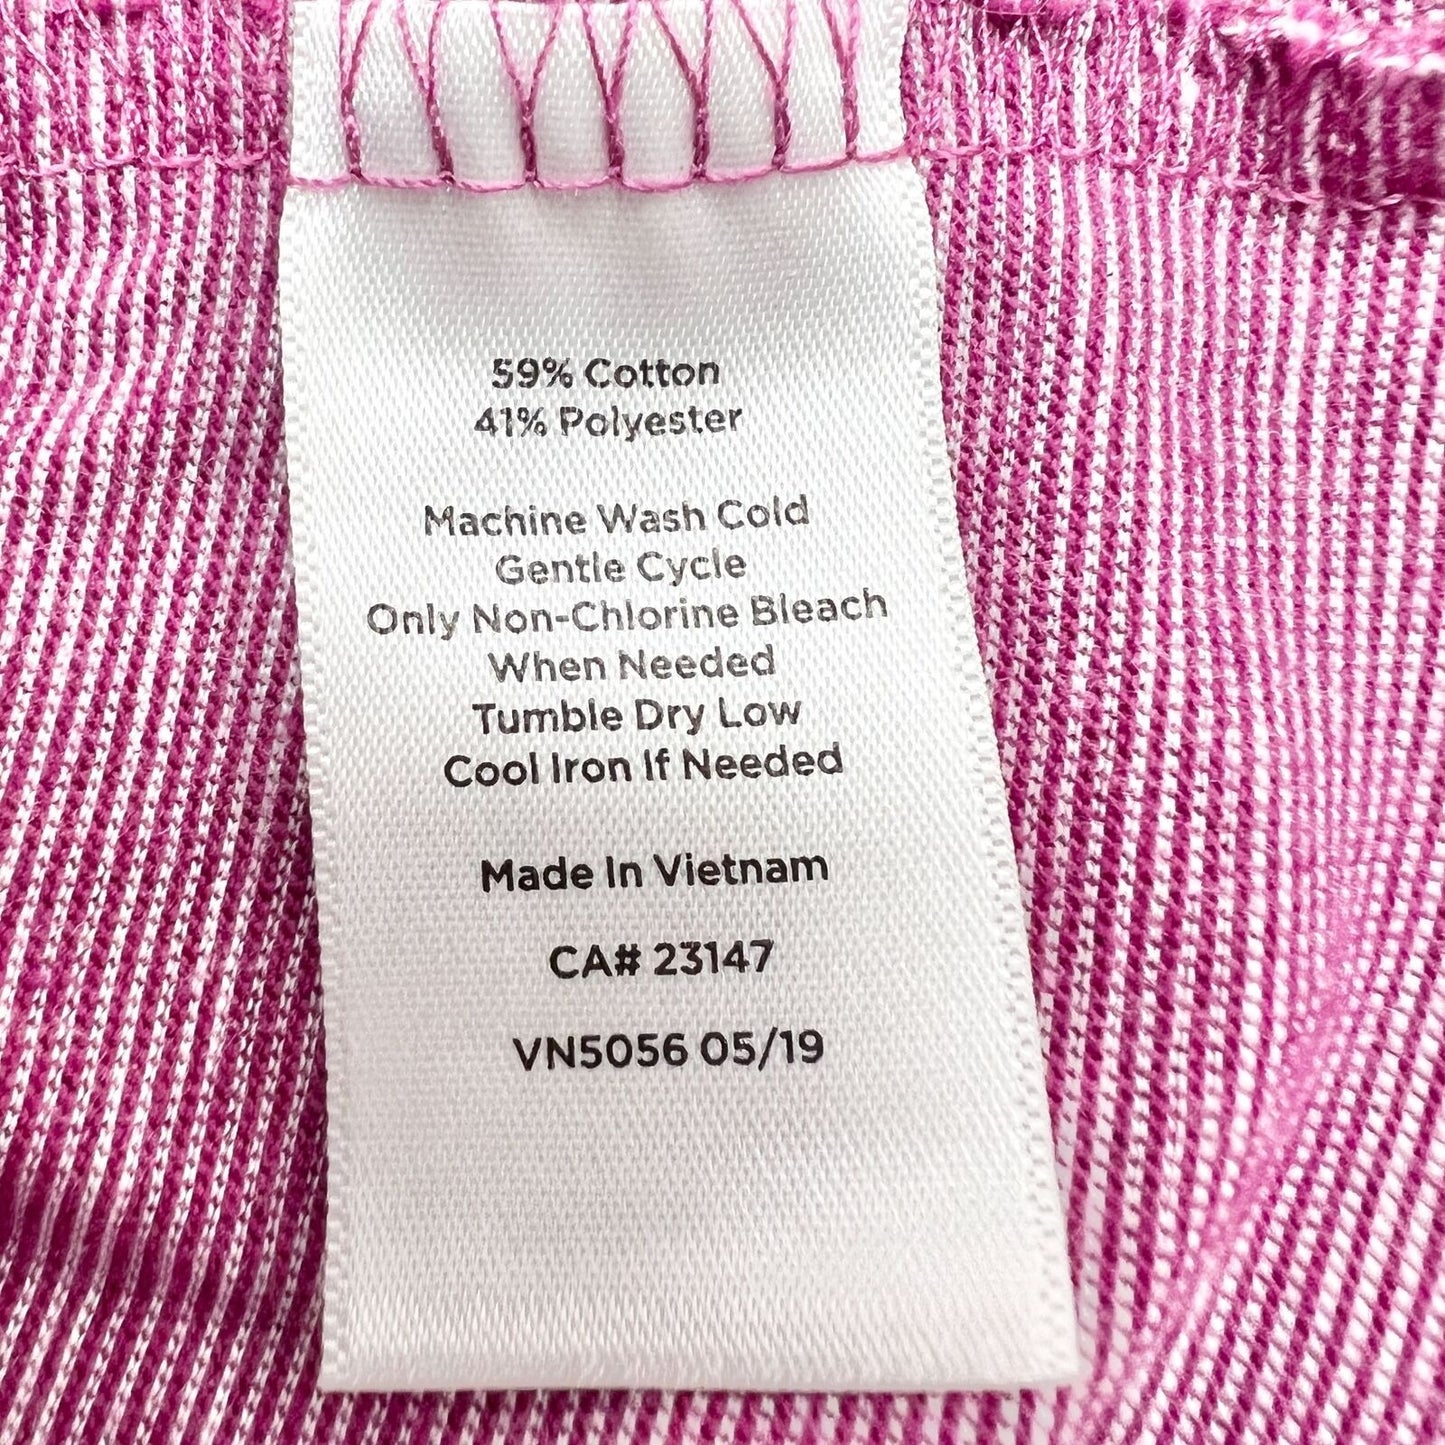 59% Cotton
41% Polyester
Machine Wash Cold
Gentle Cycle
Only Non-Chlorine Bleach
When Needed
Tumble Dry Low
Cool Iron If Needed
Made In Vietnam
CA# 23147
VN5056 05/19